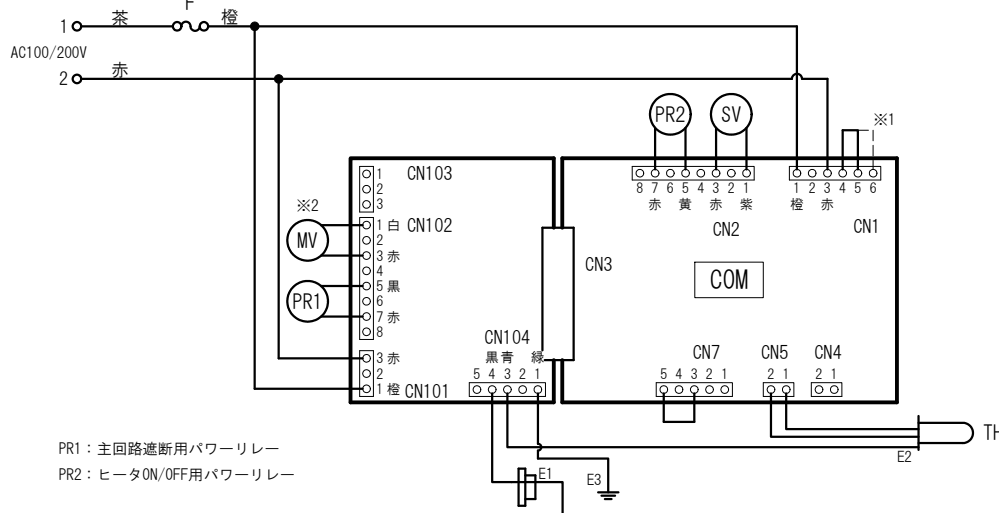 F
1 茶 橙
AC100/200V
2 赤
PR2 SV ※1
8 7 6 5 4 3 2 1
赤 黄 赤 紫
CN2
1 2 3 4 5 6
橙 赤
CN1
1 CN103
2
3
※2
MV
PR1
1 白 CN102
2
3 赤
4
5 黒
6
7 赤
8
CN3
COM
CN104
黒 青 緑
5 4 3 2 1
3 赤
2
1 橙 CN101
CN7
5 4 3 2 1
CN5
2 1
CN4
2 1
TH
E2
E1
E3
PR1：主回路遮断用パワーリレー
PR2：ヒータON/OFF用パワーリレー